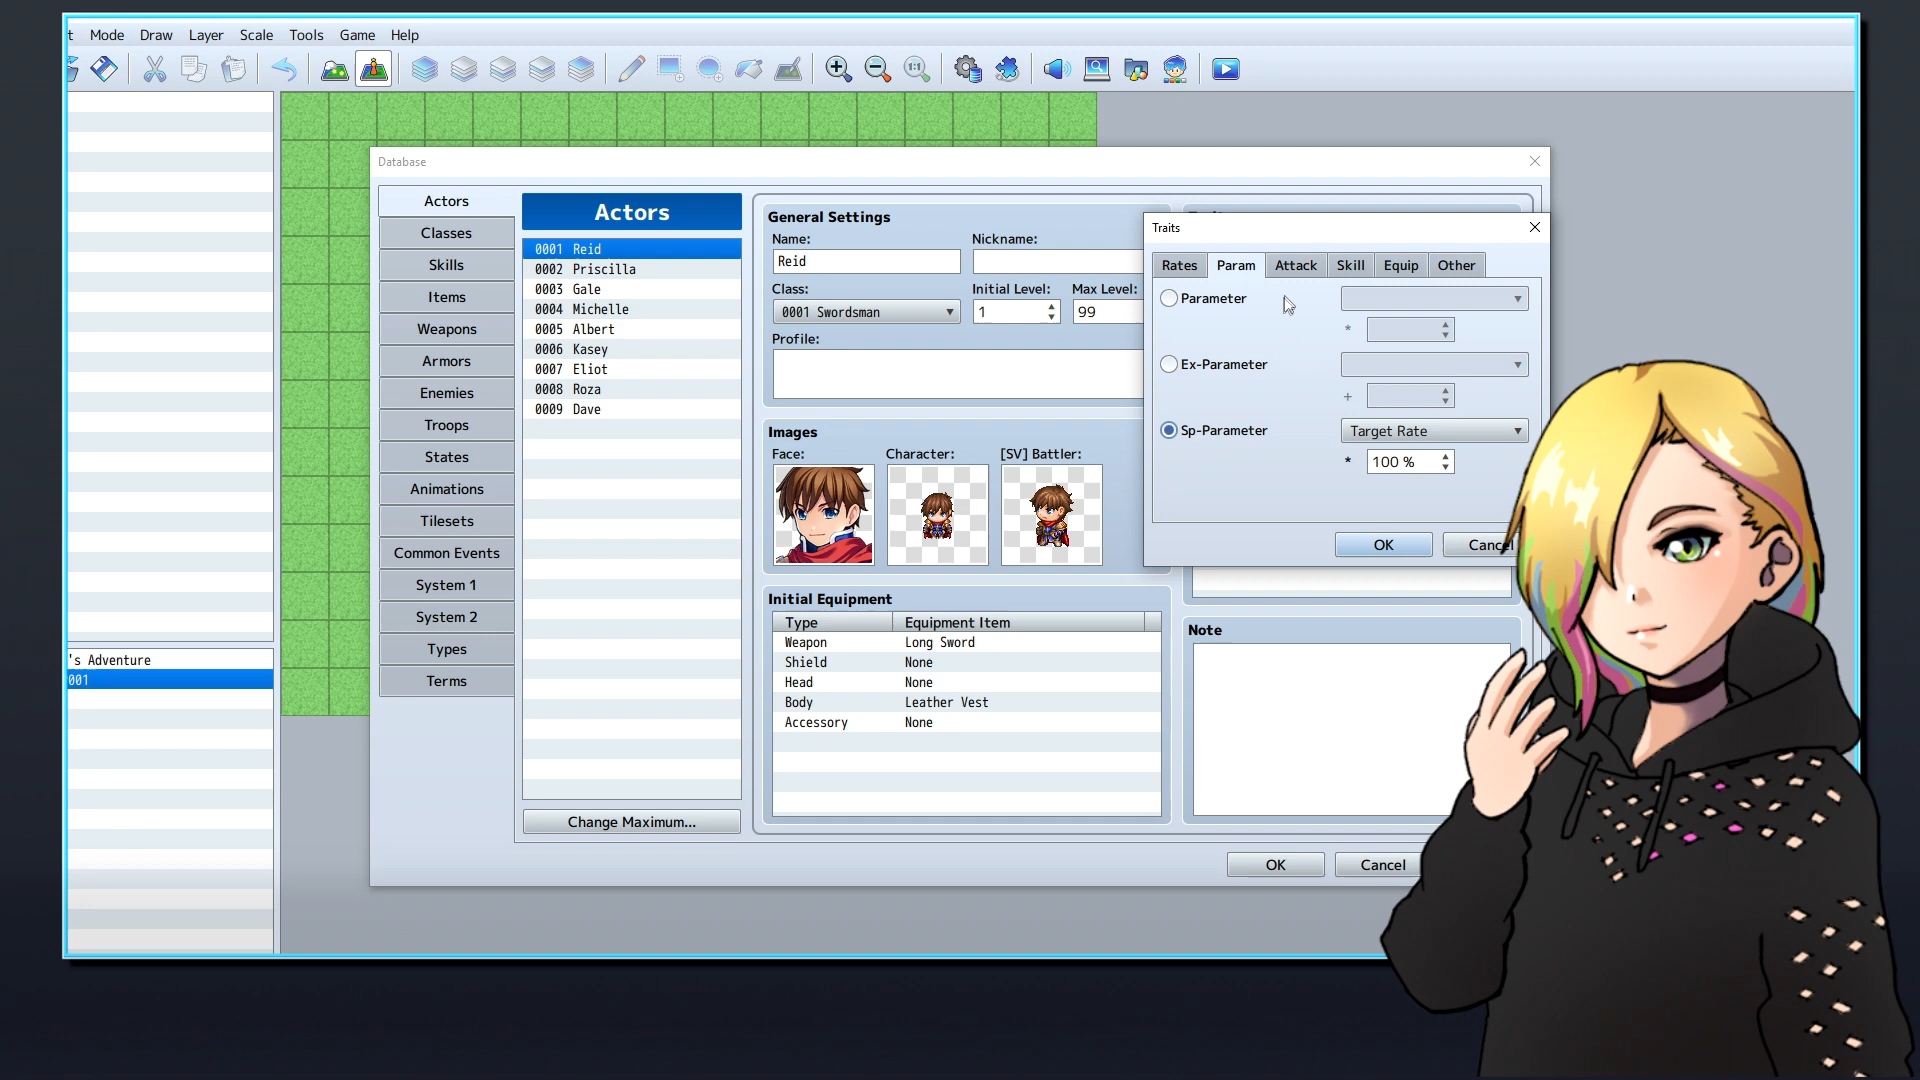 t Mode Draw Layer Scale Tools Game Help
1:1
Database
Actors
Classes
Skills
Items
Weapons
Armors
Enemies
Troops
States
Animations
Tilesets
Common Events
System 1
System 2
Types
Terms
Actors
0001 Reid
0002 Priscilla
0003 Gale
0004 Michelle
0005 Albert
0006 Kasey
0007 Eliot
0008 Roza
0009 Dave
Change Maximum...
General Settings
Name:
Nickname:
Reid
Class:
Initial Level:
Max Level:
0001 Swordsman
1
99
Profile:
Images
Face:
Character:
[SV] Battler:
Initial Equipment
Type Equipment Item
Weapon Long Sword
Shield None
Head None
Body Leather Vest
Accessory None
Traits
Rates Param Attack Skill Equip Other
Parameter
*
Ex-Parameter
+
Sp-Parameter
Target Rate
* 100 %
OK Cancel
Note
OK Cancel
's Adventure
001